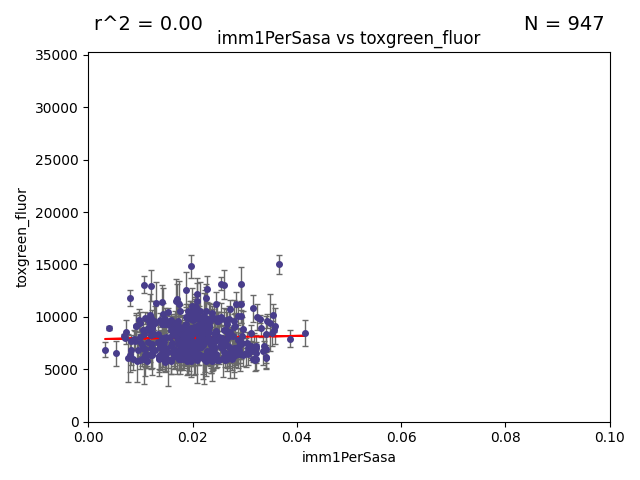 r^2 = 0.00
N = 947
imm1PerSasa vs toxgreen_fluor
35000
30000
25000
20000
15000
10000
5000
0
toxgreen_fluor
0.00 0.02 0.04 0.06 0.08 0.10
imm1PerSasa